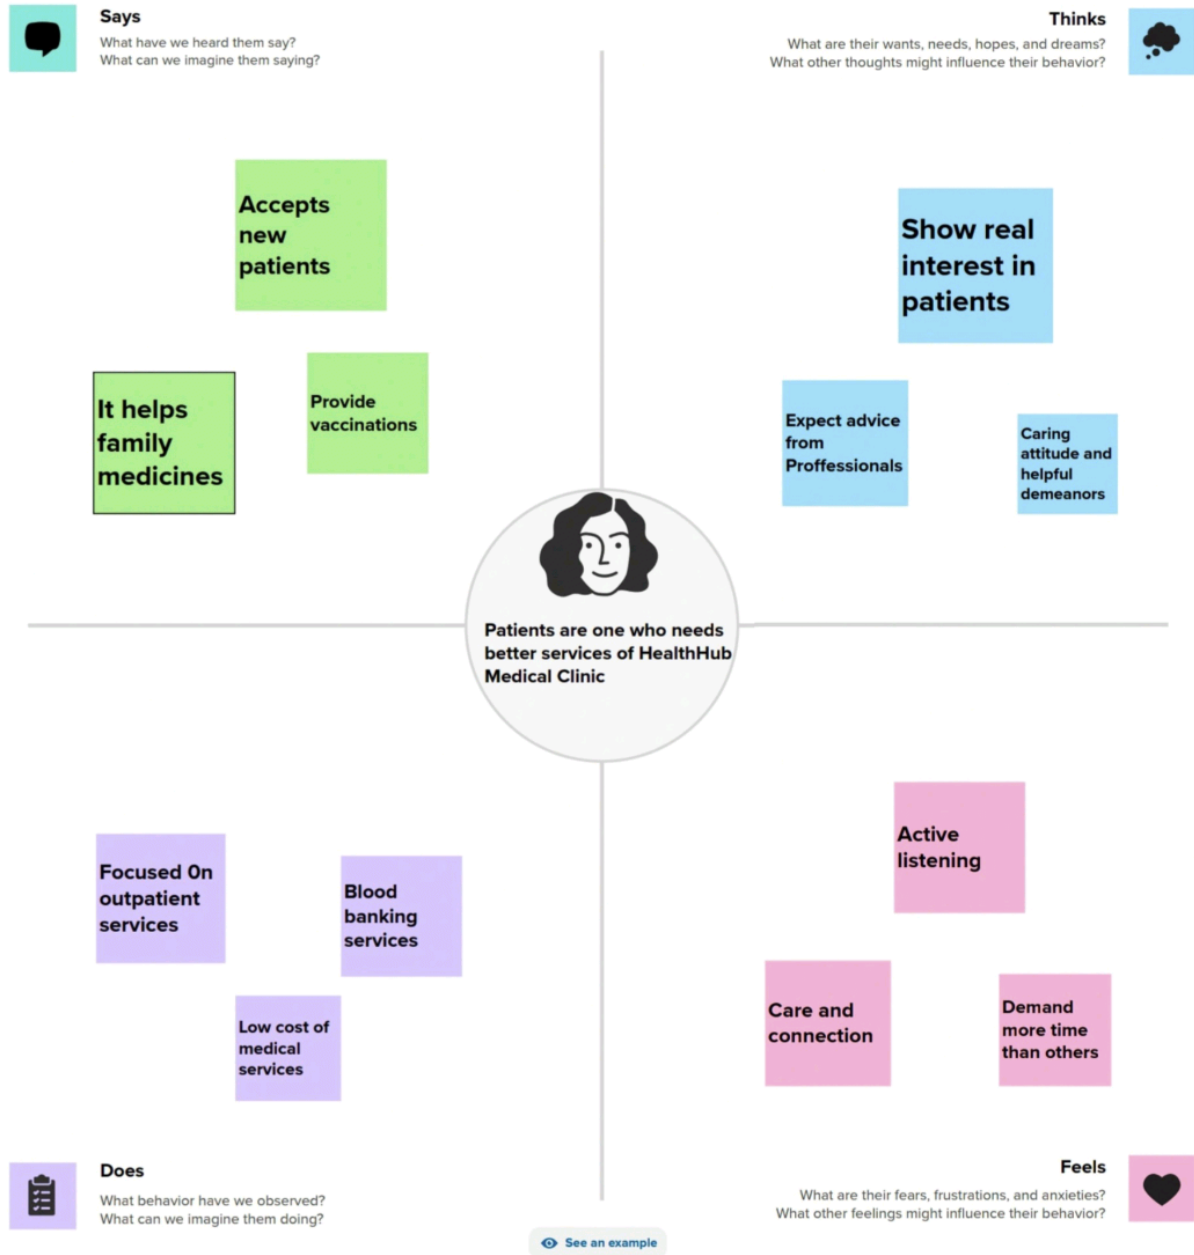 Says
What have we heard them say?
What can we imagine them saying?
Thinks
What are their wants, needs, hopes, and dreams?
What other thoughts might influence their behavior?
Accepts
new
patients
It helps
family
medicines
Provide
vaccinations
Show real
interest in
patients
Expect advice
from
Proffessionals
Caring
attitude and
helpful
demeanors
Patients are one who needs
better services of HealthHub
Medical Clinic
Focused 0n
outpatient
services
Blood
banking
services
Low cost of
medical
services
Active
listening
Care and
connection
Demand
more time
than others
Does
What behavior have we observed?
What can we imagine them doing?
Feels
What are their fears, frustrations, and anxieties?
What other feelings might influence their behavior?
See an example